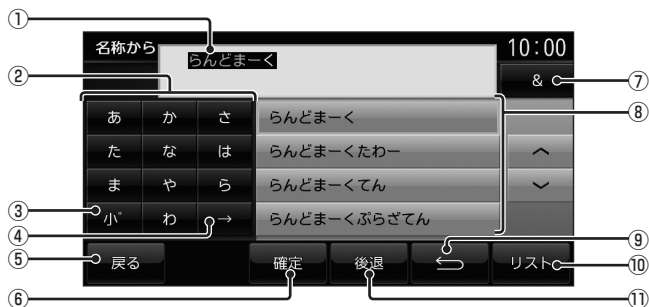 ①
名称から
らんどまーく
10:00
②
& ⑦
⑧
あ か さ らんどまーく
た な は らんどまーくたわー
ま や ら らんどまーくてん
③
小゛ わ → らんどまーくぷらざてん
④
⑨
⑤ 戻る 確定 後退 リスト ⑩
⑥ ⑪